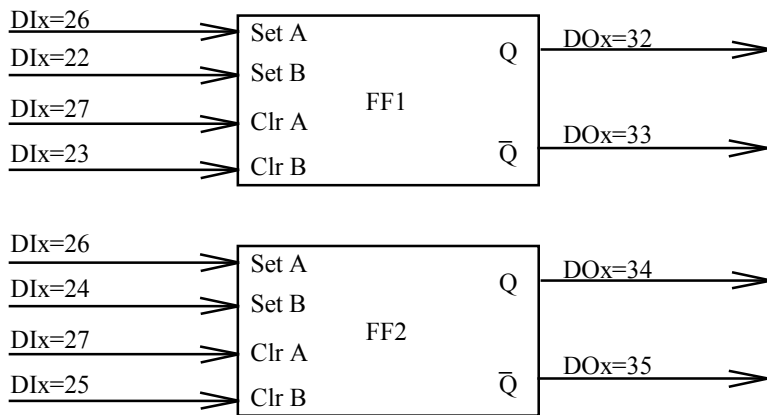 DIx=26
Set A
DIx=22
Set B
Q
DOx=32
DIx=27
Clr A
FF1
DIx=23
Clr B
Q̅
DOx=33
DIx=26
Set A
DIx=24
Set B
Q
DOx=34
DIx=27
Clr A
FF2
DIx=25
Clr B
Q̅
DOx=35